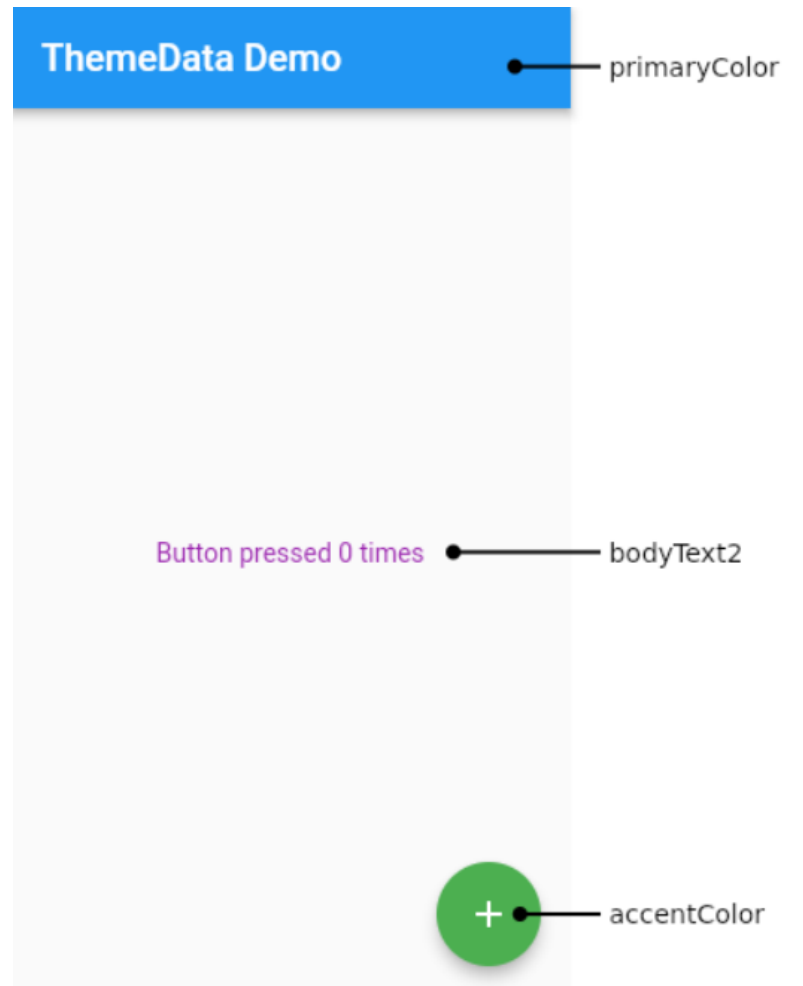 ThemeData Demo
primaryColor
Button pressed 0 times
bodyText2
+
accentColor